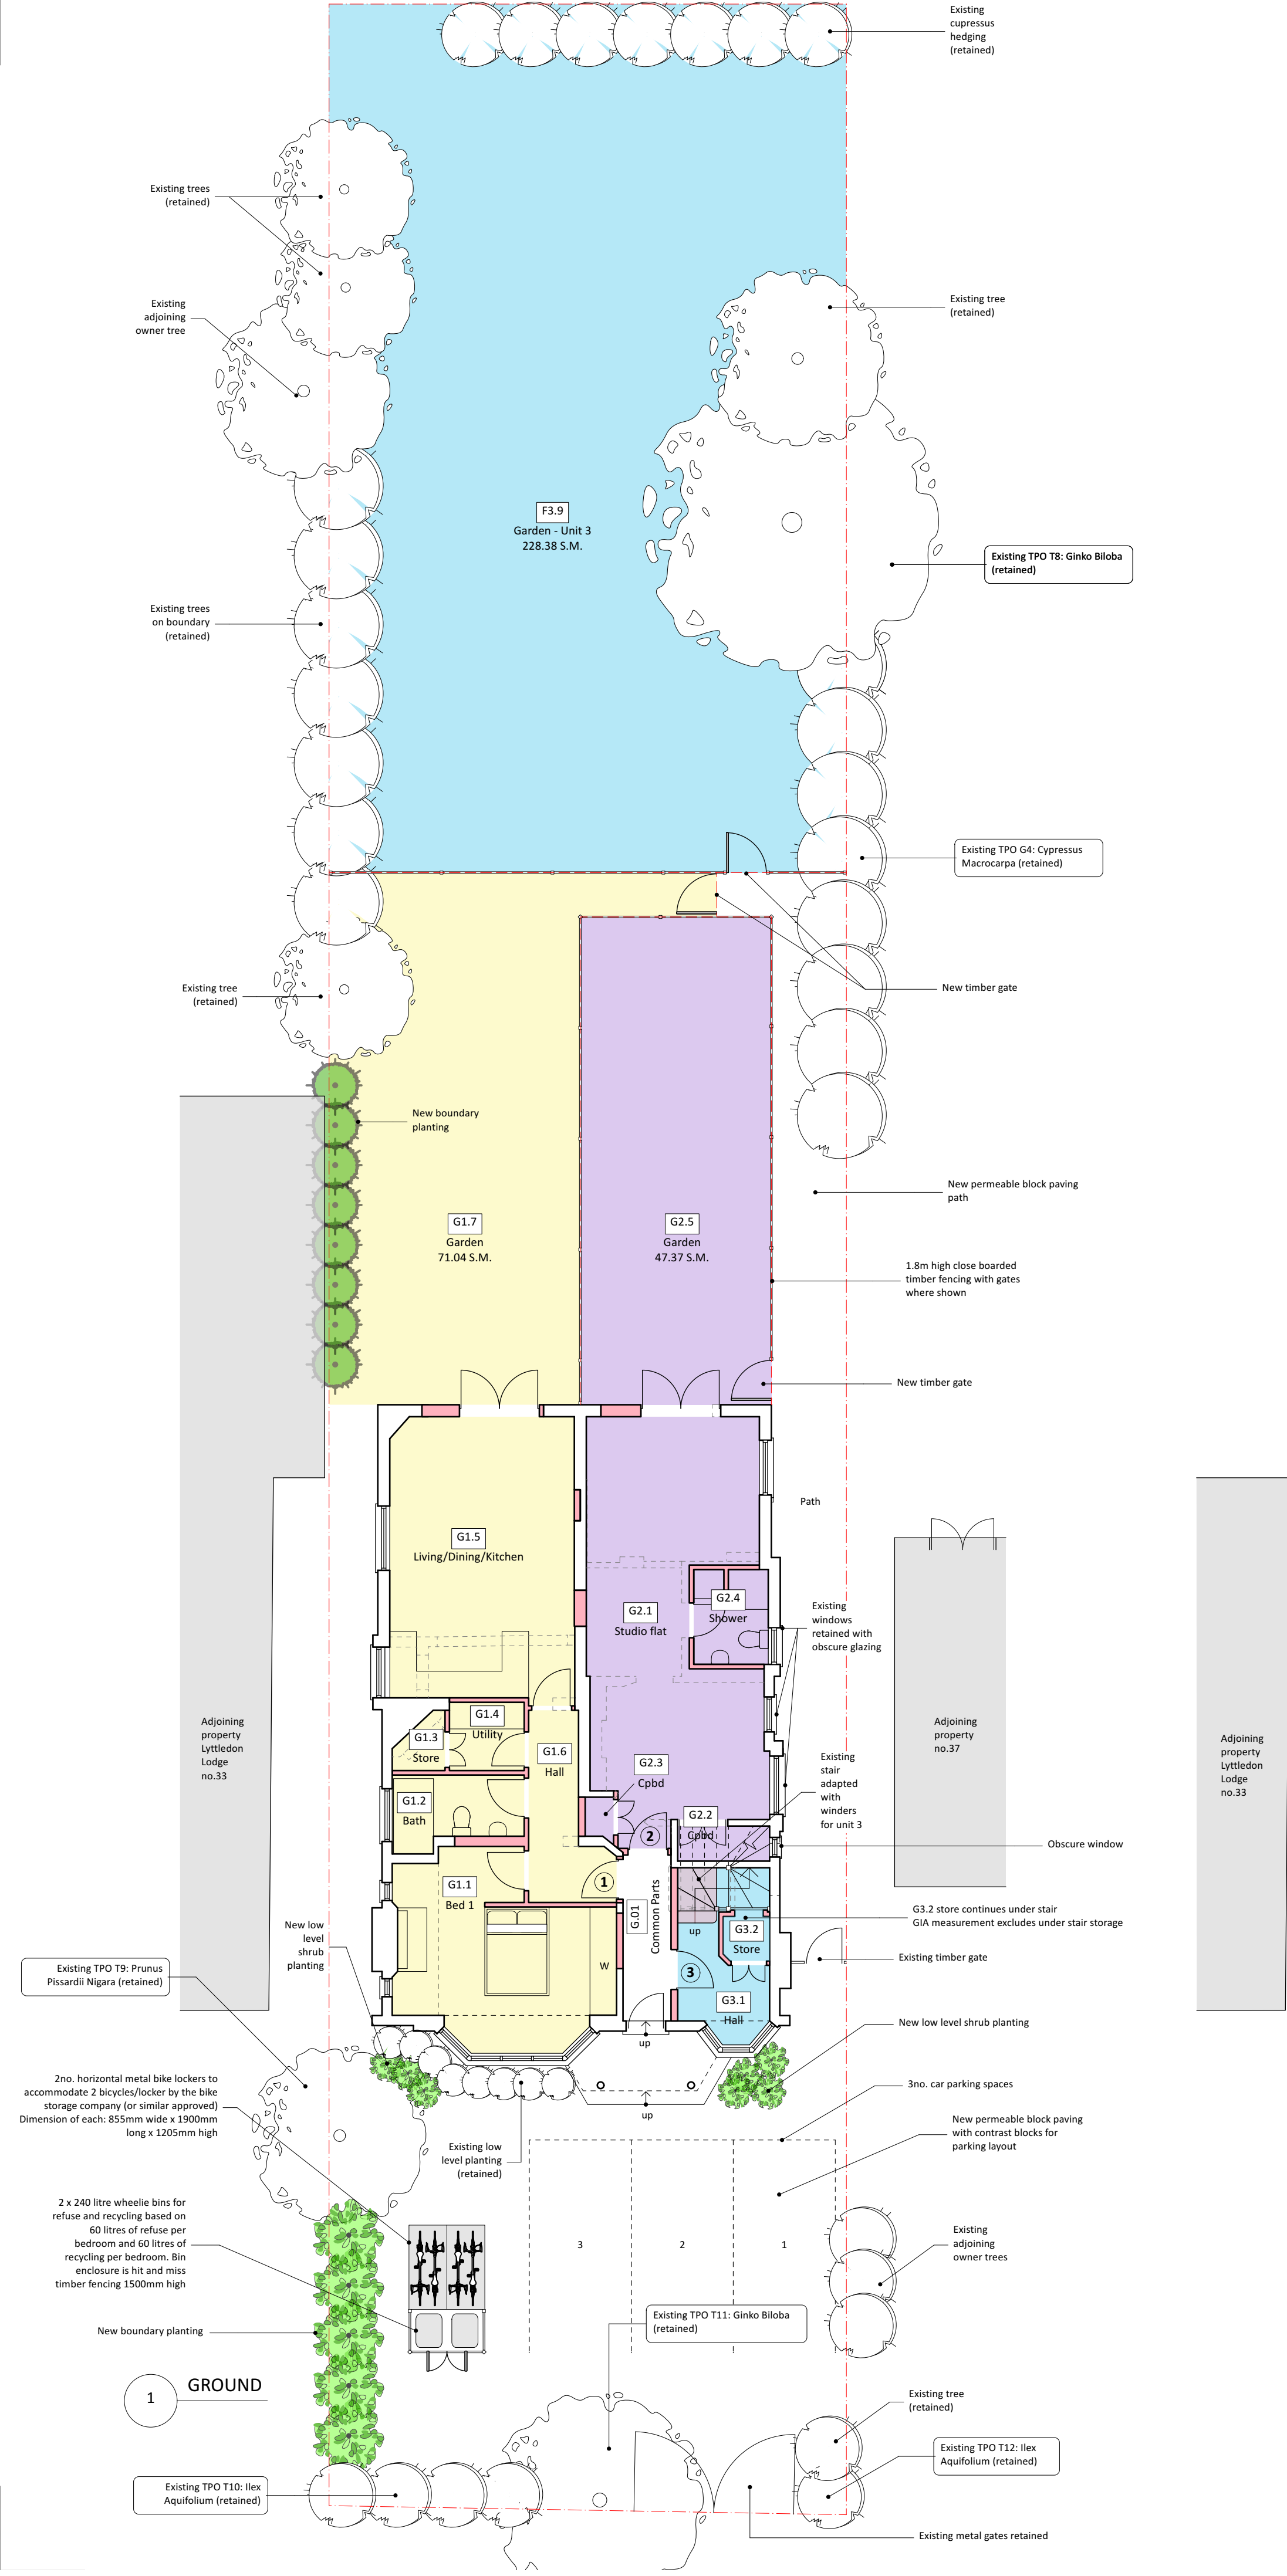 Existing
cupressus
hedging
(retained)
Existing trees
(retained)
Existing
adjoining
owner tree
Existing tree
(retained)
F3.9
Garden - Unit 3
228.38 S.M.
Existing TPO T8: Ginko Biloba
(retained)
Existing trees
on boundary
(retained)
Existing TPO G4: Cypressus
Macrocarpa (retained)
Existing tree
(retained)
New timber gate
New boundary
planting
New permeable block paving
path
G1.7
Garden
71.04 S.M.
G2.5
Garden
47.37 S.M.
1.8m high close boarded
timber fencing with gates
where shown
New timber gate
Path
G1.5
Living/Dining/Kitchen
G2.1
Studio flat
G2.4
Shower
Existing
windows
retained with
obscure glazing
Adjoining
property
Lyttledon
Lodge
no.33
Adjoining
property
no.37
Adjoining
property
Lyttledon
Lodge
no.33
G1.4
Utility
G1.3
Store
G1.6
Hall
G2.3
Cpbd
Existing
stair
adapted
with
winders
for unit 3
G1.2
Bath
G2.2
Cpbd
2
Obscure window
1
G1.1
Bed 1
G.01
Common Parts
up
G3.2
Store
G3.2 store continues under stair
GIA measurement excludes under stair storage
New low
level
shrub
planting
Existing timber gate
W
3
G3.1
Hall
Existing TPO T9: Prunus
Pissardii Nigara (retained)
New low level shrub planting
up
up
2no. horizontal metal bike lockers to
accommodate 2 bicycles/locker by the bike
storage company (or similar approved)
Dimension of each: 855mm wide x 1900mm
long x 1205mm high
3no. car parking spaces
New permeable block paving
with contrast blocks for
parking layout
Existing low
level planting
(retained)
2 x 240 litre wheelie bins for
refuse and recycling based on
60 litres of refuse per
bedroom and 60 litres of
recycling per bedroom. Bin
enclosure is hit and miss
timber fencing 1500mm high
3
2
1
Existing
adjoining
owner trees
Existing TPO T11: Ginko Biloba
(retained)
New boundary planting
1
GROUND
Existing tree
(retained)
Existing TPO T12: Ilex
Aquifolium (retained)
Existing TPO T10: Ilex
Aquifolium (retained)
Existing metal gates retained